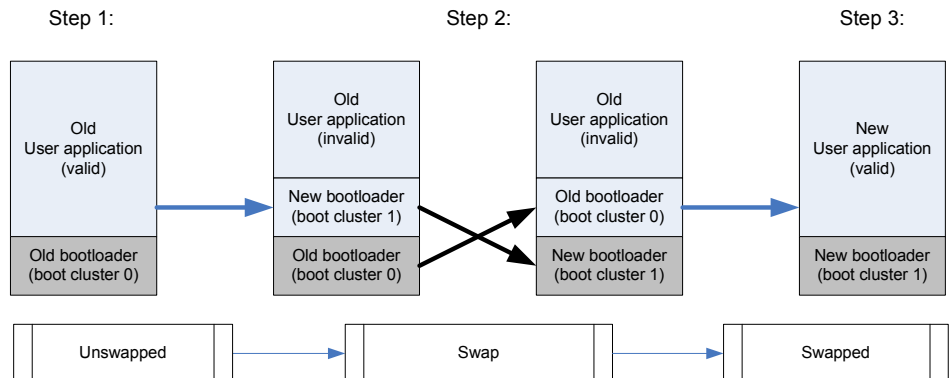 Step 1:
Step 2:
Step 3:
Old
User application
(valid)
Old bootloader
(boot cluster 0)
Old
User application
(invalid)
New bootloader
(boot cluster 1)
Old bootloader
(boot cluster 0)
Old
User application
(invalid)
Old bootloader
(boot cluster 0)
New bootloader
(boot cluster 1)
New
User application
(valid)
New bootloader
(boot cluster 1)
Unswapped
Swap
Swapped